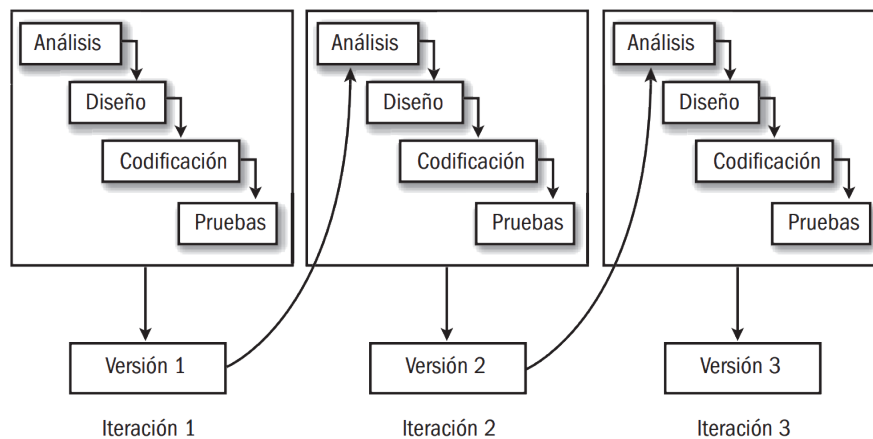 Análisis
Diseño
Codificación
Pruebas
Versión 1
Iteración 1
Análisis
Diseño
Codificación
Pruebas
Versión 2
Iteración 2
Análisis
Diseño
Codificación
Pruebas
Versión 3
Iteración 3